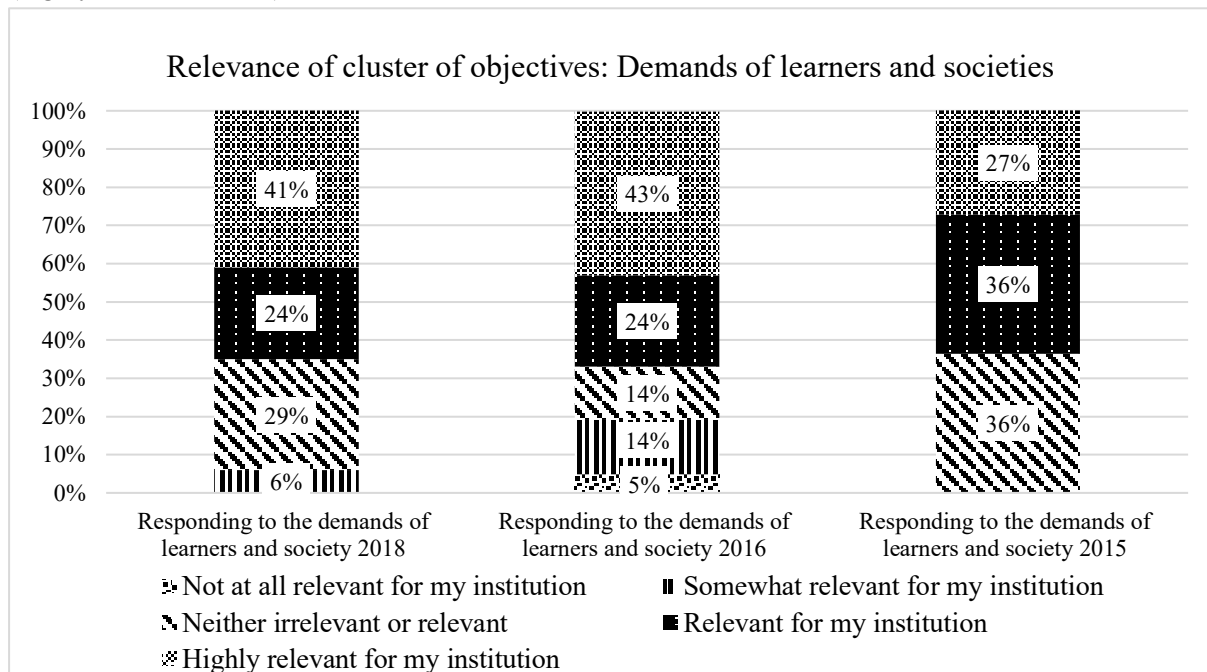 Relevance of cluster of objectives: Demands of learners and societies
100%
90%
80%
70%
60%
50%
40%
30%
20%
10%
0%
41%
24%
29%
6%
43%
24%
14%
14%
5%
27%
36%
36%
Responding to the demands of
learners and society 2018
Responding to the demands of
learners and society 2016
Responding to the demands of
learners and society 2015
Not at all relevant for my institution
Somewhat relevant for my institution
Neither irrelevant or relevant
Relevant for my institution
Highly relevant for my institution